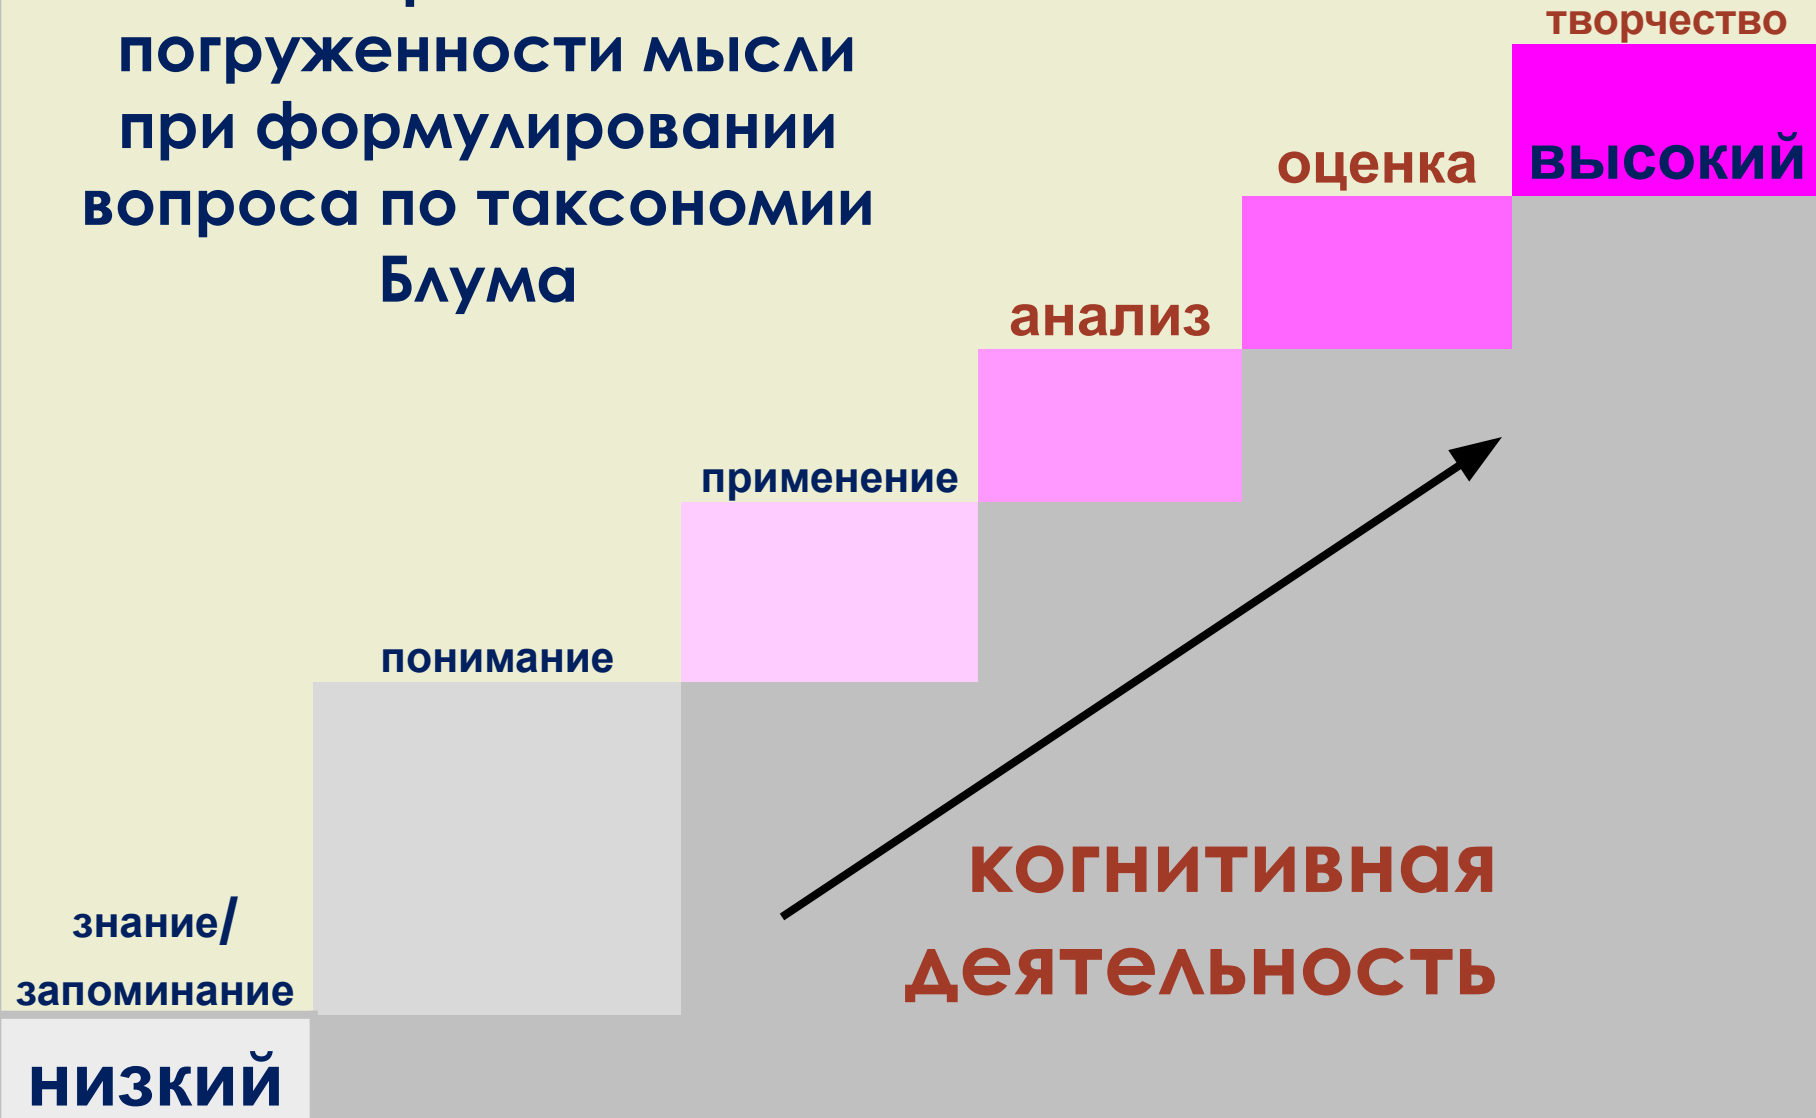 погруженности мысли
при формулировании
вопроса по таксономии
Блума
творчество
высокий
оценка
анализ
применение
понимание
знание/
запоминание
низкий
когнитивная
деятельность